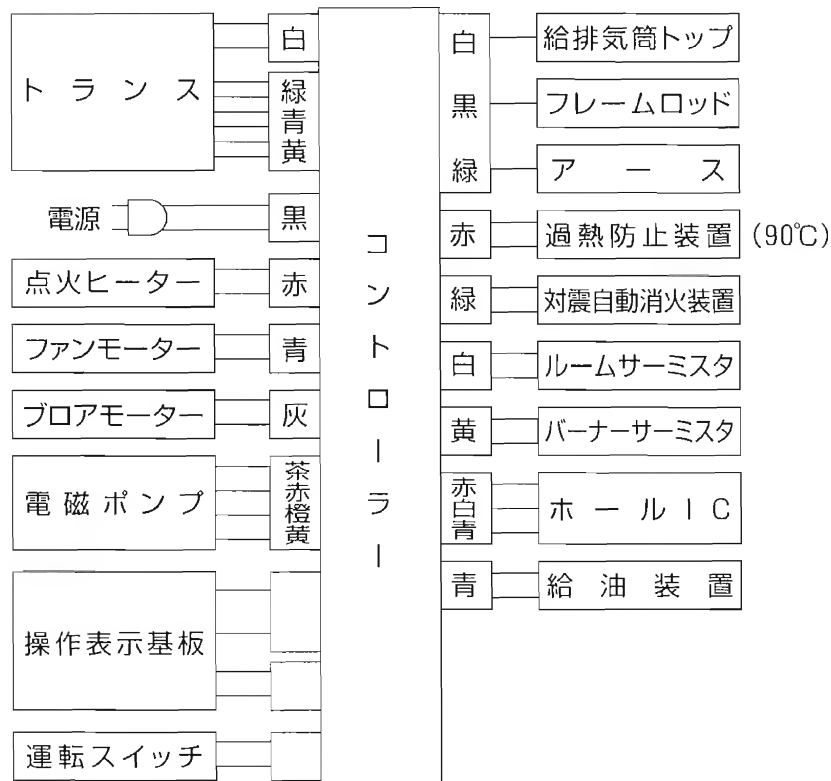 トランス
白
緑
青
黄
電源
黒
点火ヒーター
赤
ファンモーター
青
ブロアモーター
灰
電磁ポンプ
茶
赤
橙
黄
操作表示基板
運転スイッチ
コントローラー
白
給排気筒トップ
黒
フレームロッド
緑
アース
赤
過熱防止装置 (90℃)
緑
対震自動消火装置
白
ルームサーミスタ
黄
バーナーサーミスタ
赤
白
青
ホールIC
青
給油装置